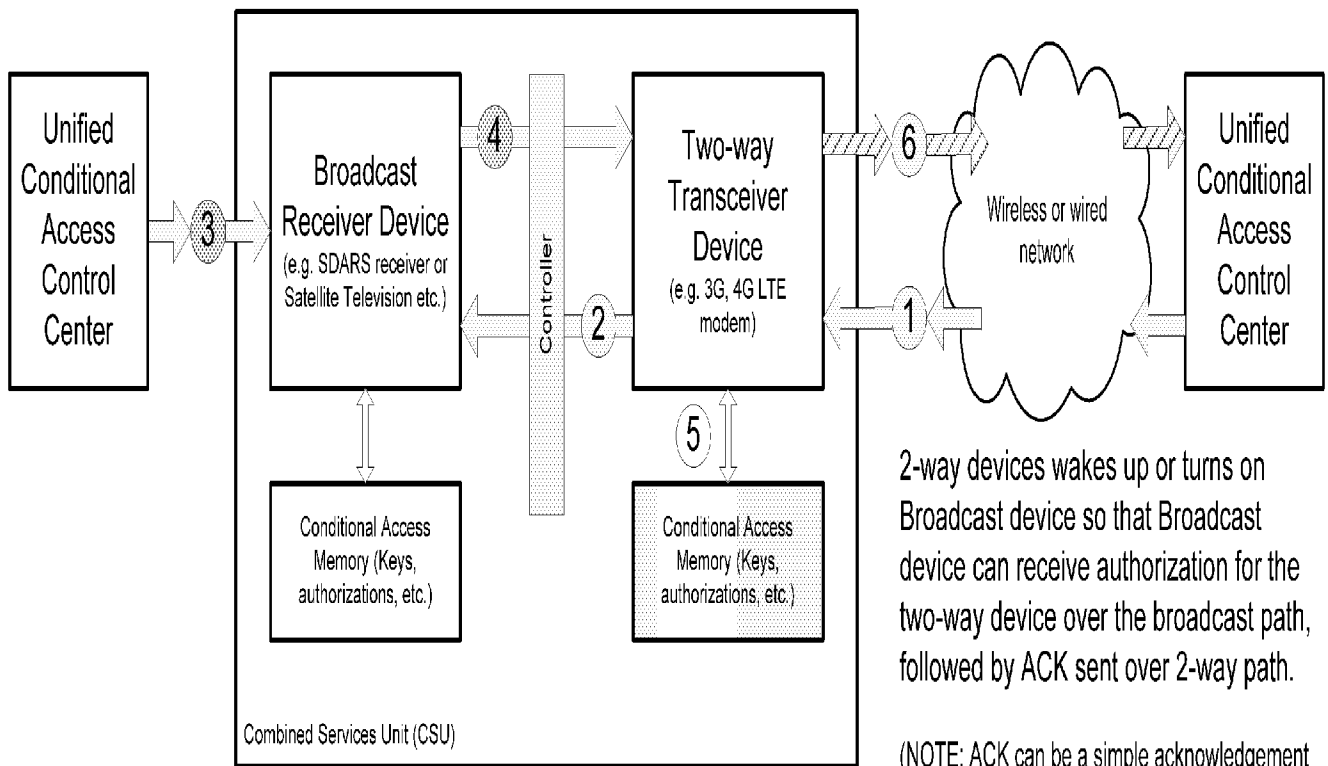 Unified
Conditional
Access
Control
Center
3
Broadcast
Receiver Device
(e.g. SDARS receiver or
Satellite Television etc.)
4
Controller
2
Two-way
Transceiver
Device
(e.g. 3G, 4G LTE
modem)
6
1
Wireless or wired
network
Unified
Conditional
Access
Control
Center
5
Conditional Access
Memory (Keys,
authorizations, etc.)
Conditional Access
Memory (Keys,
authorizations, etc.)
Combined Services Unit (CSU)
2-way devices wakes up or turns on
Broadcast device so that Broadcast
device can receive authorization for the
two-way device over the broadcast path,
followed by ACK sent over 2-way path.
(NOTE: ACK can be a simple acknowledgement